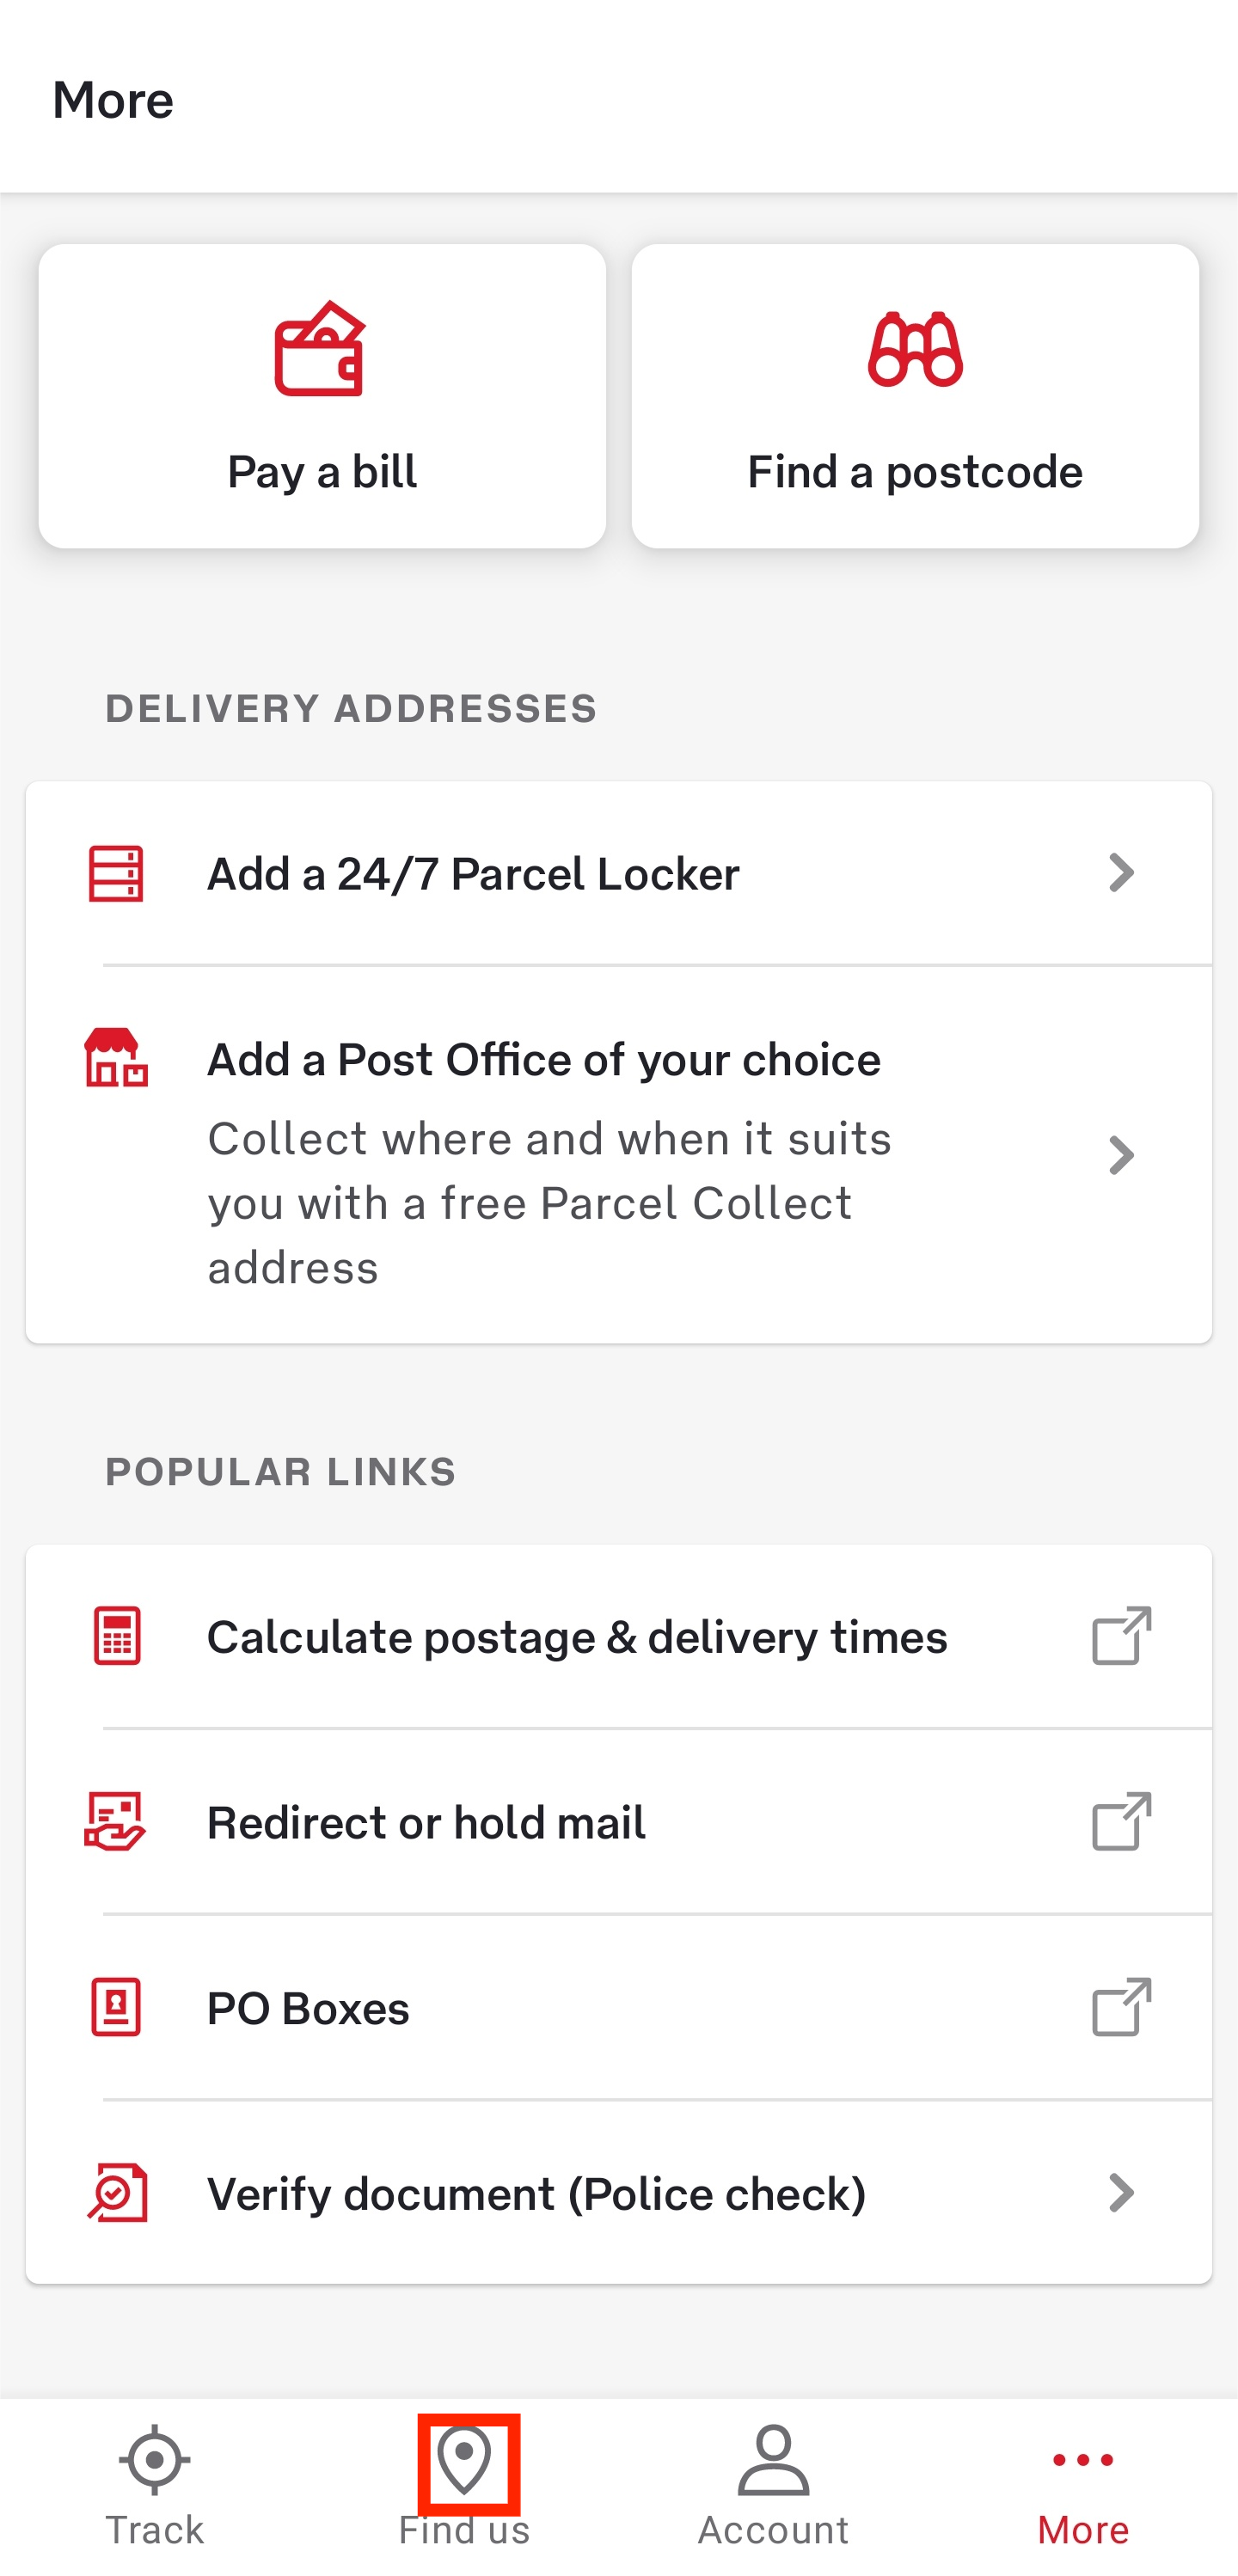 More
Pay a bill
Find a postcode
DELIVERY ADDRESSES
Add a 24/7 Parcel Locker
Add a Post Office of your choice
Collect where and when it suits
you with a free Parcel Collect
address
POPULAR LINKS
Calculate postage & delivery times
Redirect or hold mail
PO Boxes
Verify document (Police check)
Track
Find us
Account
More